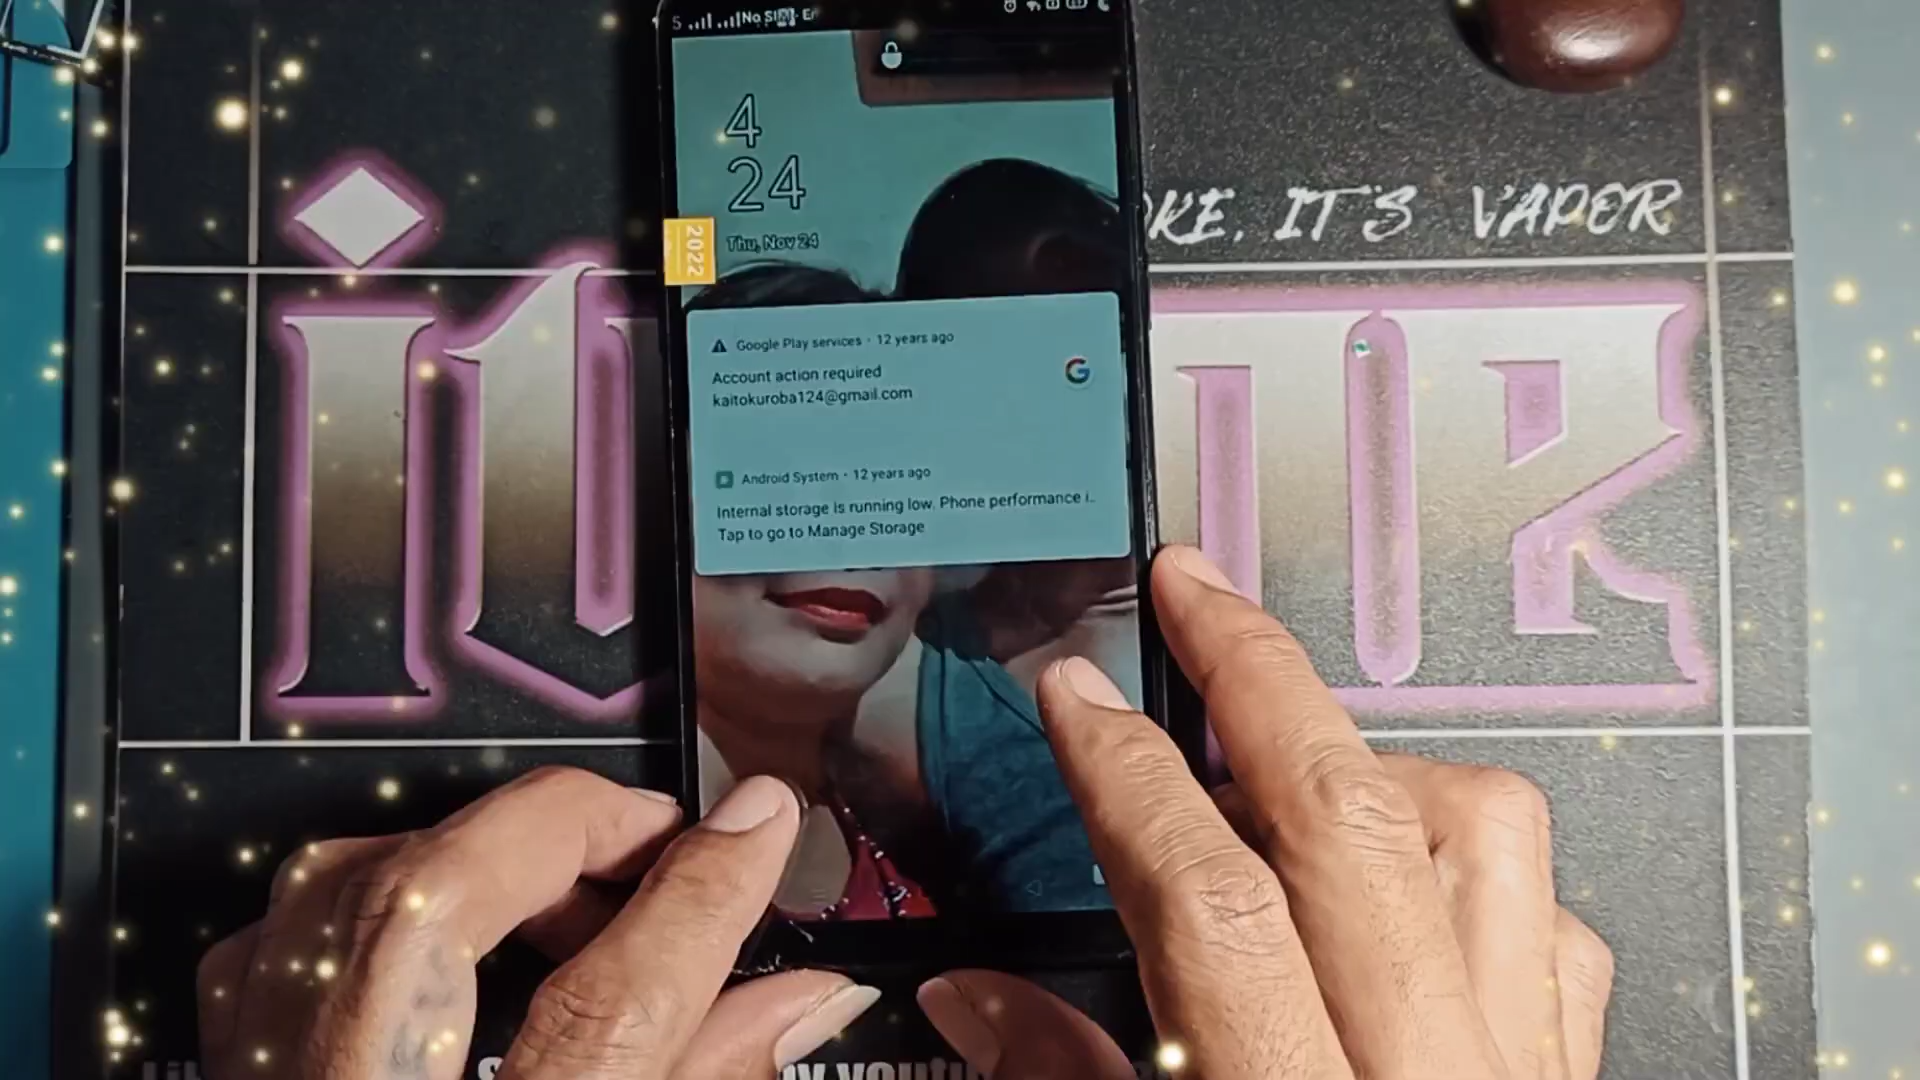 No SIM
4
24
Thu, Nov 24
2022
IT'S VAPOR
Google Play services • 12 years ago
Account action required
kaitokuroba124@gmail.com
Android System • 12 years ago
Internal storage is running low. Phone performance i..
Tap to go to Manage Storage